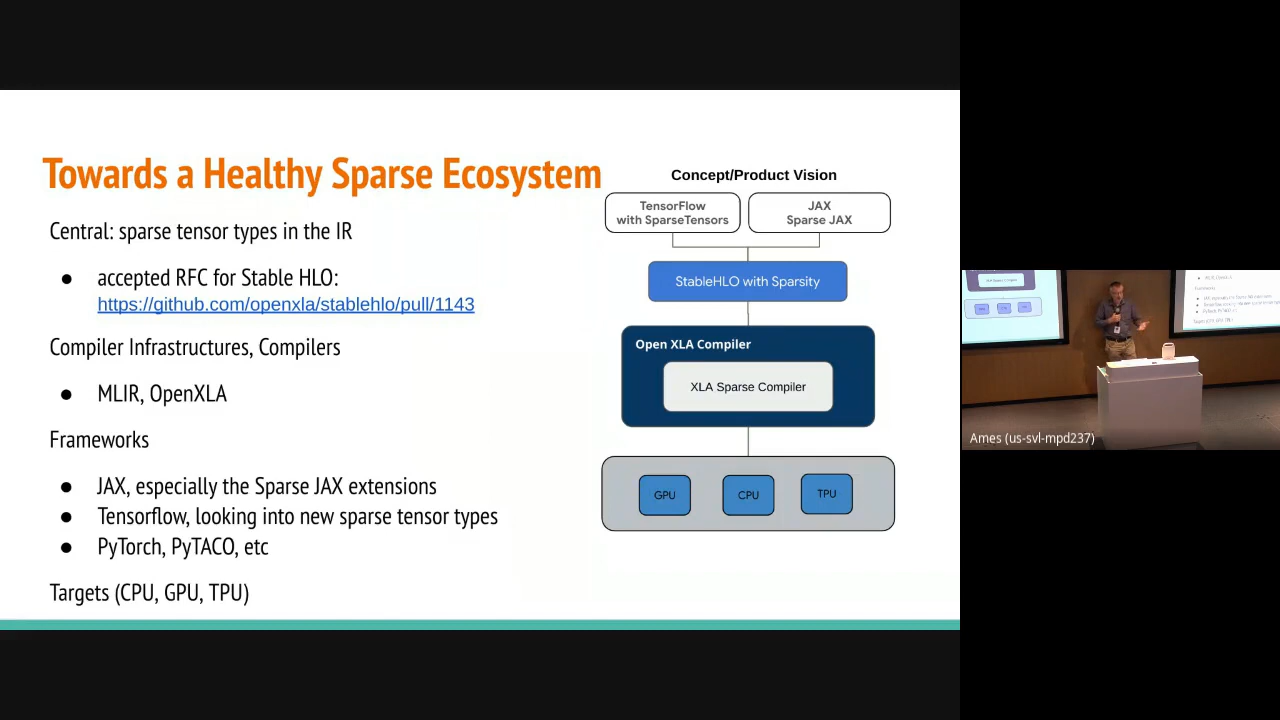 Towards a Healthy Sparse Ecosystem
Central: sparse tensor types in the IR
● accepted RFC for Stable HLO:
https://github.com/openxla/stablehlo/pull/1143
Compiler Infrastructures, Compilers
● MLIR, OpenXLA
Frameworks
● JAX, especially the Sparse JAX extensions
● Tensorflow, looking into new sparse tensor types
● PyTorch, PyTACO, etc
Targets (CPU, GPU, TPU)
Concept/Product Vision
TensorFlow
with SparseTensors
JAX
Sparse JAX
StableHLO with Sparsity
Open XLA Compiler
XLA Sparse Compiler
GPU
CPU
TPU
Ames (us-svl-mpd237)